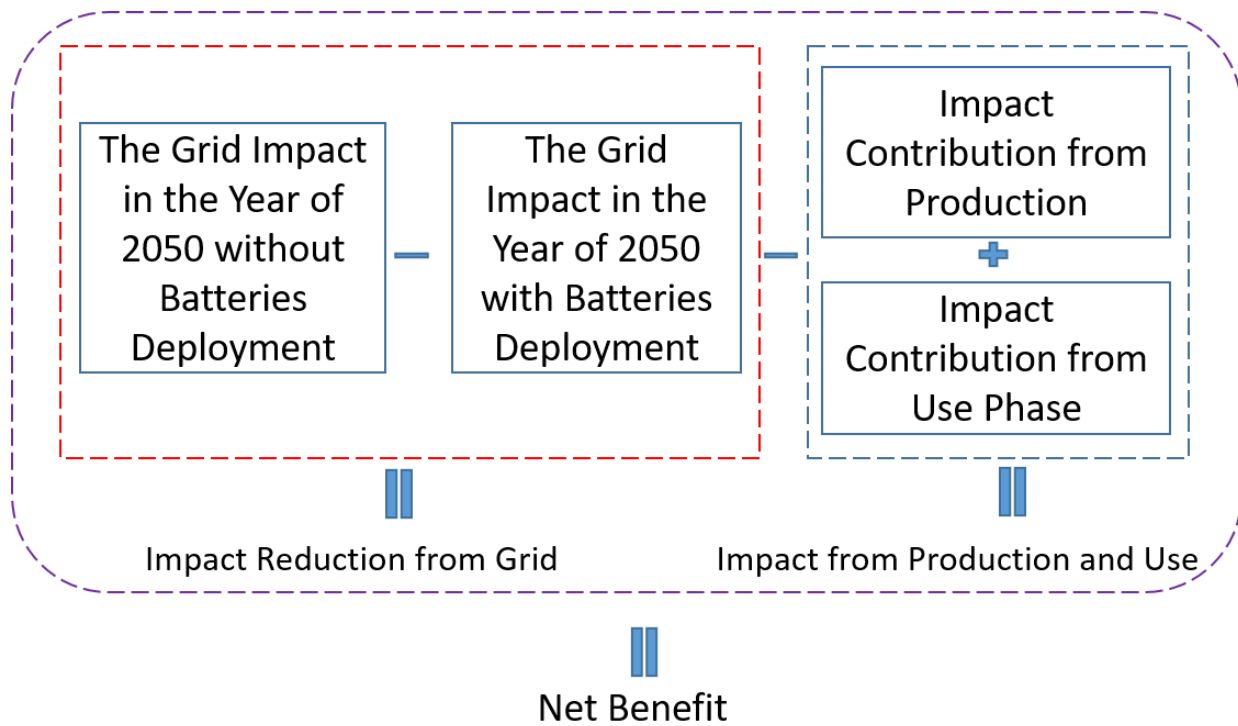 The Grid Impact
in the Year of
2050 without
Batteries
Deployment
The Grid
Impact in the
Year of 2050
with Batteries
Deployment
Impact
Contribution from
Production
Impact
Contribution from
Use Phase
Impact Reduction from Grid
Impact from Production and Use
Net Benefit